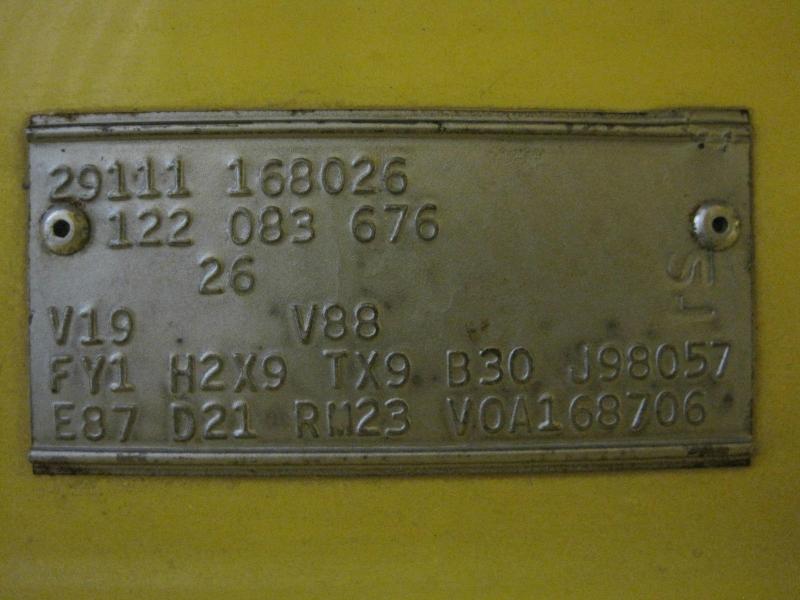 29111 168026
122 083 676
26
V19 V88
FY1 H2X9 TX9 B30 J98057
E87 D21 RM23 V0A168706